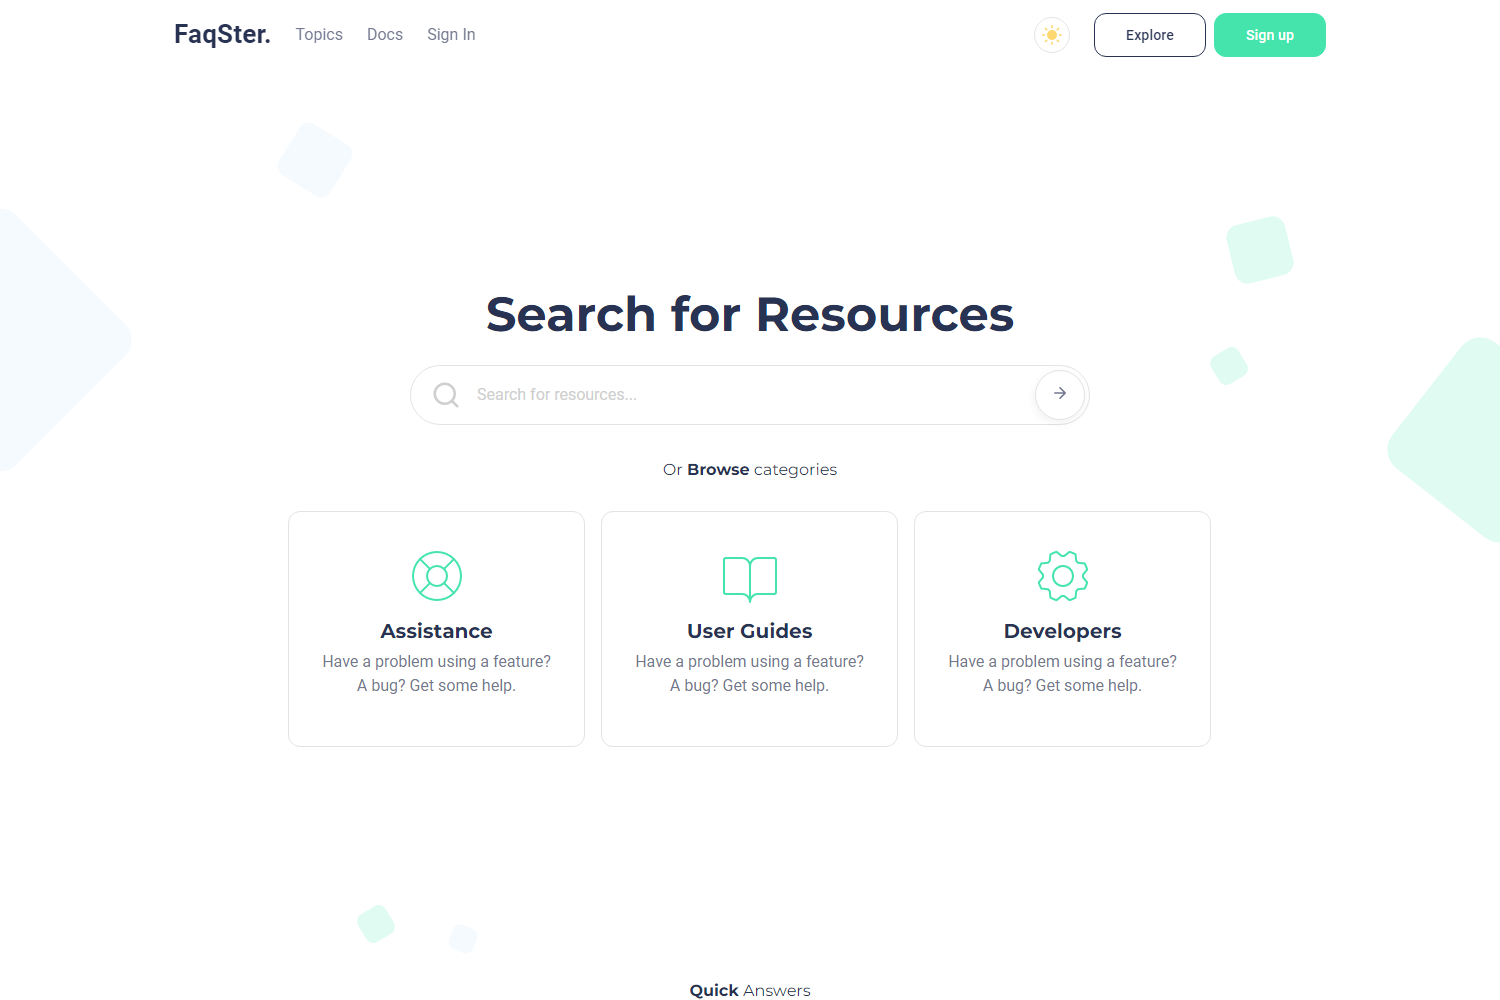 FaqSter. Topics Docs Sign In Explore Sign up
Search for Resources
Search for resources...
Or Browse categories
Assistance
Have a problem using a feature?
A bug? Get some help.
User Guides
Have a problem using a feature?
A bug? Get some help.
Developers
Have a problem using a feature?
A bug? Get some help.
Quick Answers